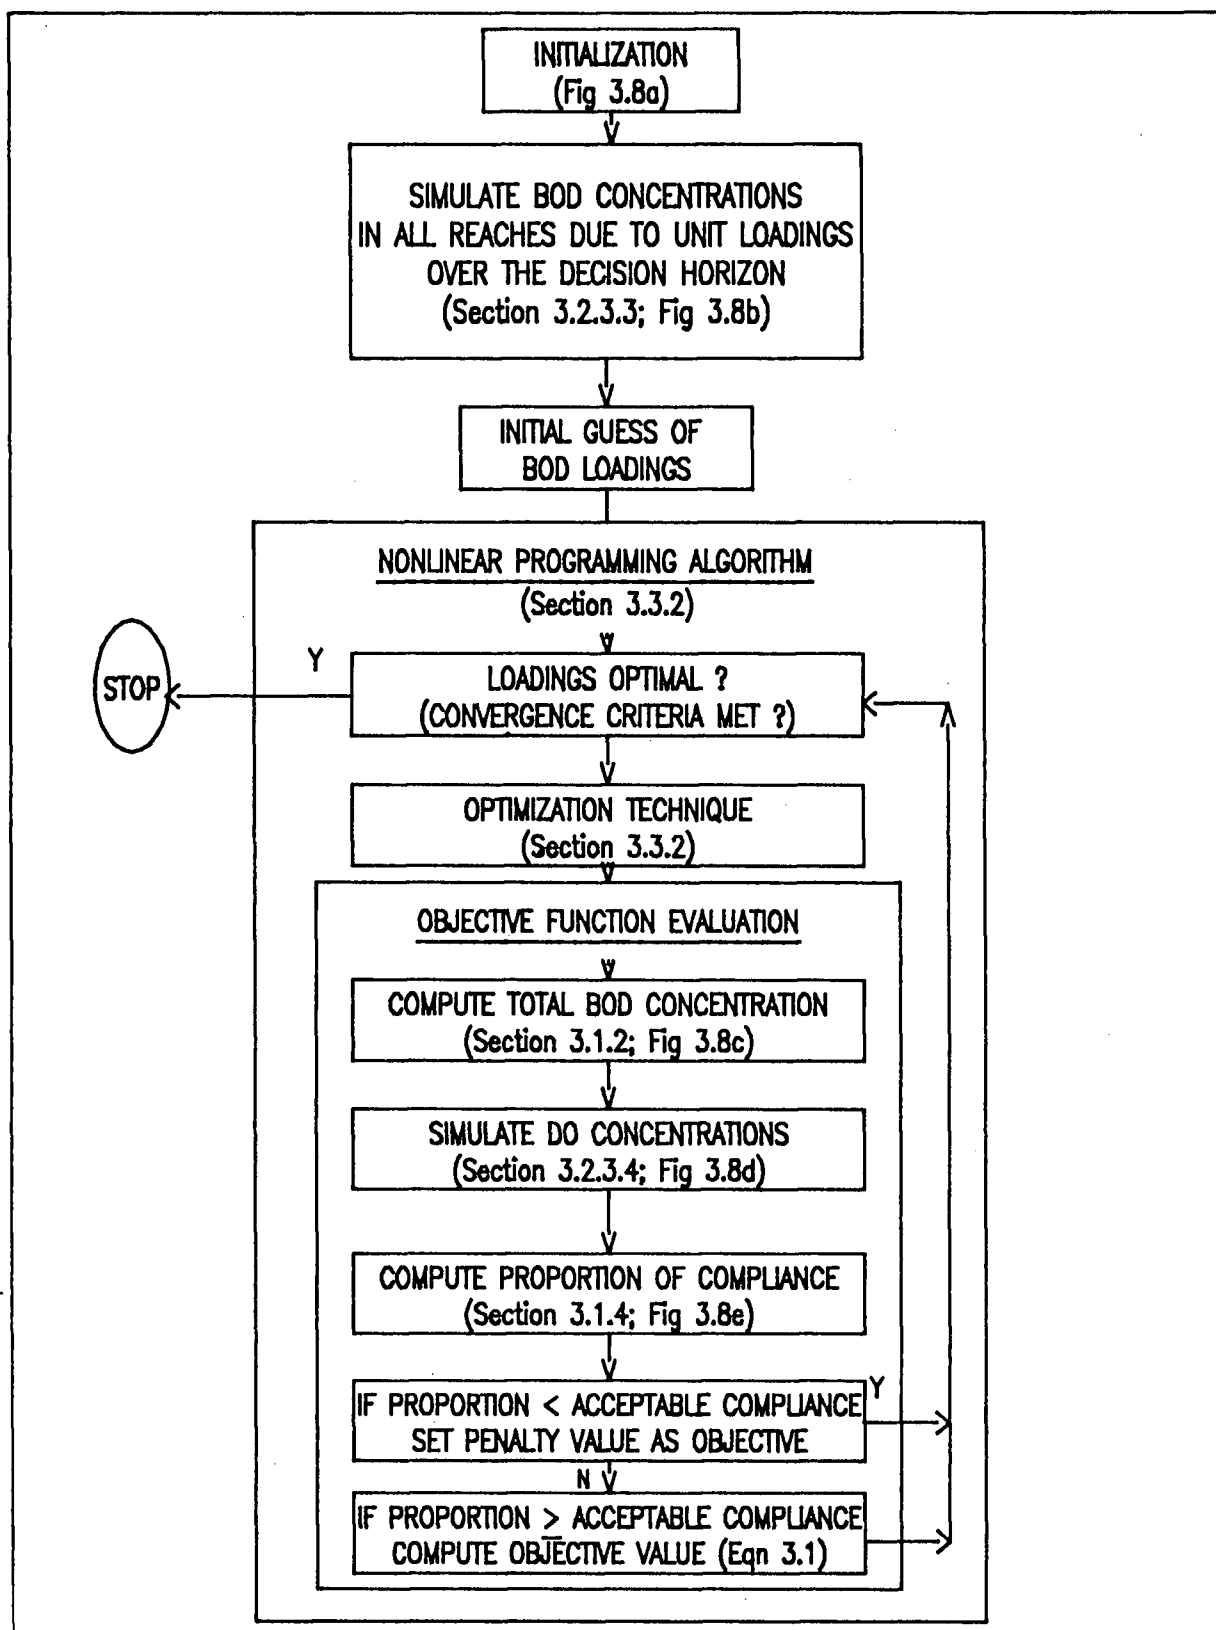 INITIALIZATION
(Fig 3.8a)
SIMULATE BOD CONCENTRATIONS
IN ALL REACHES DUE TO UNIT LOADINGS
OVER THE DECISION HORIZON
(Section 3.2.3.3; Fig 3.8b)
INITIAL GUESS OF
BOD LOADINGS
NONLINEAR PROGRAMMING ALGORITHM
(Section 3.3.2)
Y
STOP
LOADINGS OPTIMAL ?
(CONVERGENCE CRITERIA MET ?)
OPTIMIZATION TECHNIQUE
(Section 3.3.2)
OBJECTIVE FUNCTION EVALUATION
COMPUTE TOTAL BOD CONCENTRATION
(Section 3.1.2; Fig 3.8c)
SIMULATE DO CONCENTRATIONS
(Section 3.2.3.4; Fig 3.8d)
COMPUTE PROPORTION OF COMPLIANCE
(Section 3.1.4; Fig 3.8e)
IF PROPORTION < ACCEPTABLE COMPLIANCE
SET PENALTY VALUE AS OBJECTIVE
Y
N
IF PROPORTION ≥ ACCEPTABLE COMPLIANCE
COMPUTE OBJECTIVE VALUE (Eqn 3.1)